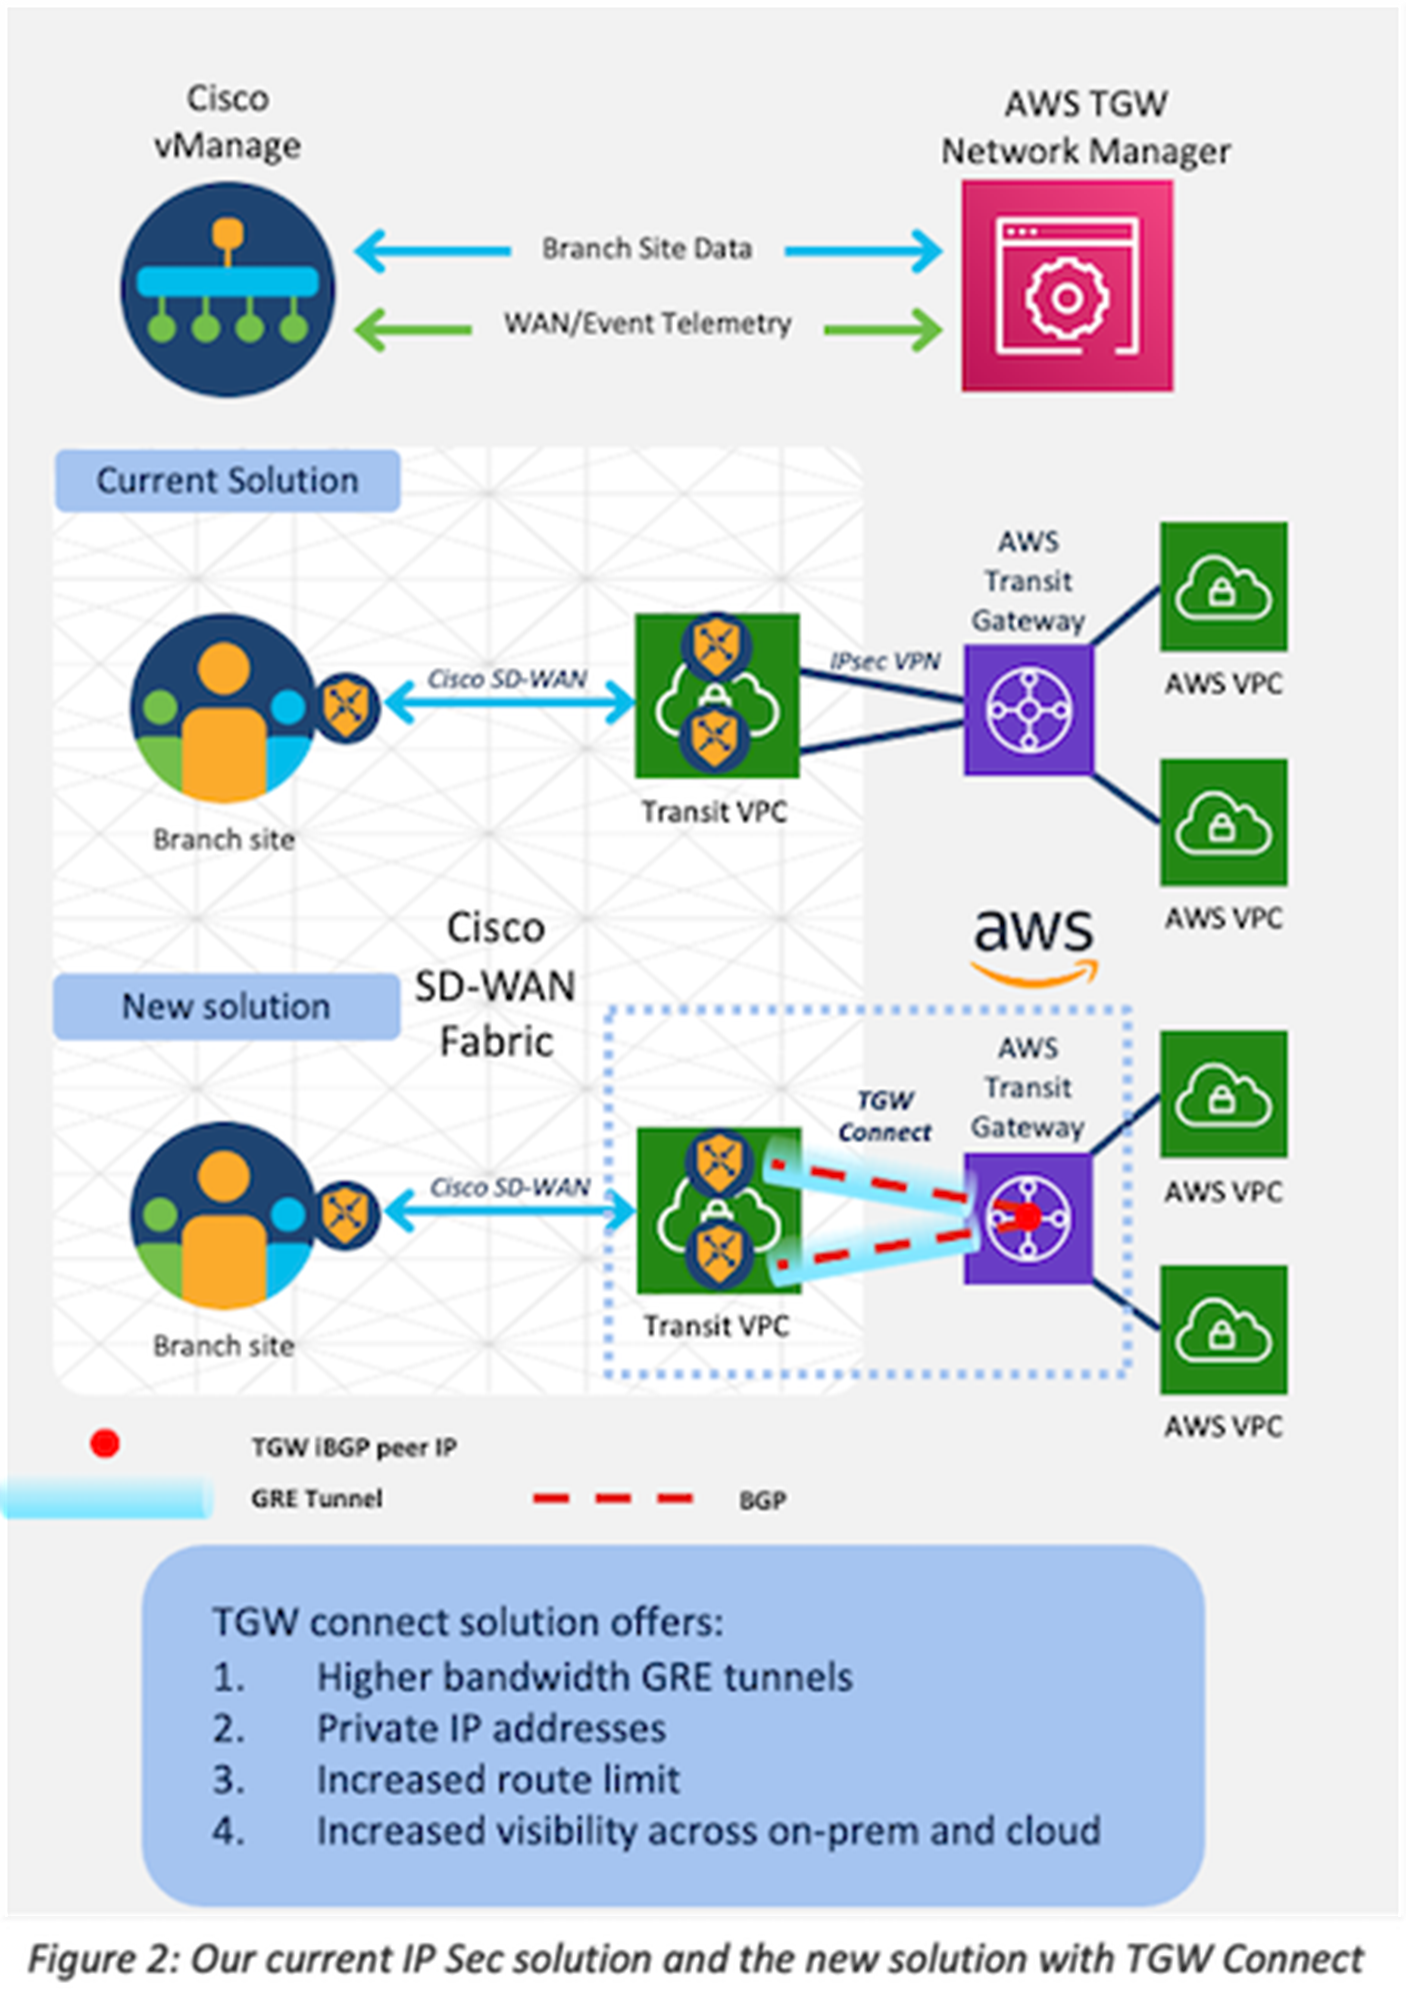 Cisco
vManage
AWS TGW
Network Manager
Branch Site Data
WAN/Event Telemetry
Current Solution
AWS
Transit
Gateway
Cisco SD-WAN
IPsec VPN
AWS VPC
Transit VPC
Branch site
AWS VPC
Cisco
SD-WAN
Fabric
aws
New solution
AWS
Transit
Gateway
TGW
Connect
Cisco SD-WAN
AWS VPC
Transit VPC
Branch site
AWS VPC
TGW iBGP peer IP
GRE Tunnel
BGP
TGW connect solution offers:
1. Higher bandwidth GRE tunnels
2. Private IP addresses
3. Increased route limit
4. Increased visibility across on-prem and cloud
Figure 2: Our current IP Sec solution and the new solution with TGW Connect